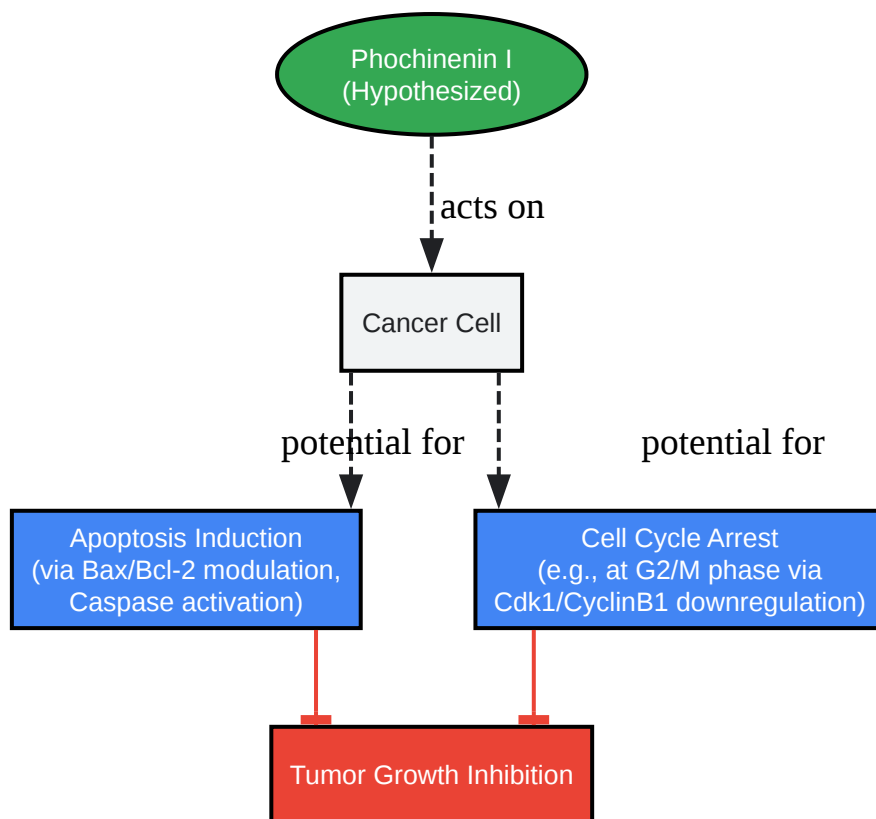 Phochinenin I
(Hypothesized)
acts on
Cancer Cell
potential for
potential for
Apoptosis Induction
(via Bax/Bcl-2 modulation,
Caspase activation)
Cell Cycle Arrest
(e.g., at G2/M phase via
Cdk1/CyclinB1 downregulation)
Tumor Growth Inhibition